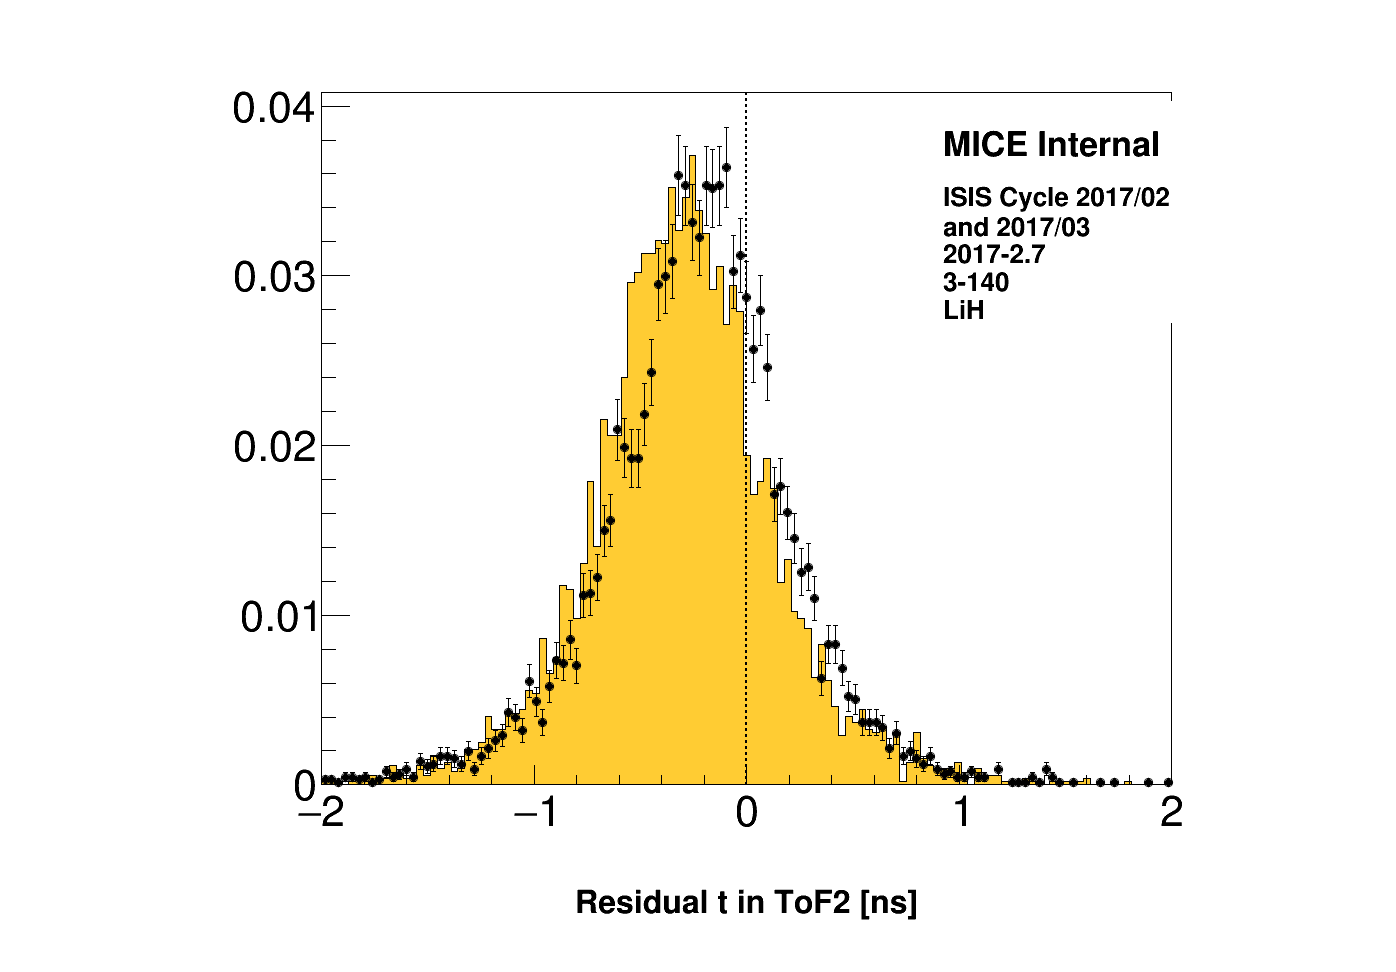 0.04
0.03
0.02
0.01
0
−2
−1
0
1
2
MICE Internal
ISIS Cycle 2017/02
and 2017/03
2017-2.7
3-140
LiH
Residual t in ToF2 [ns]